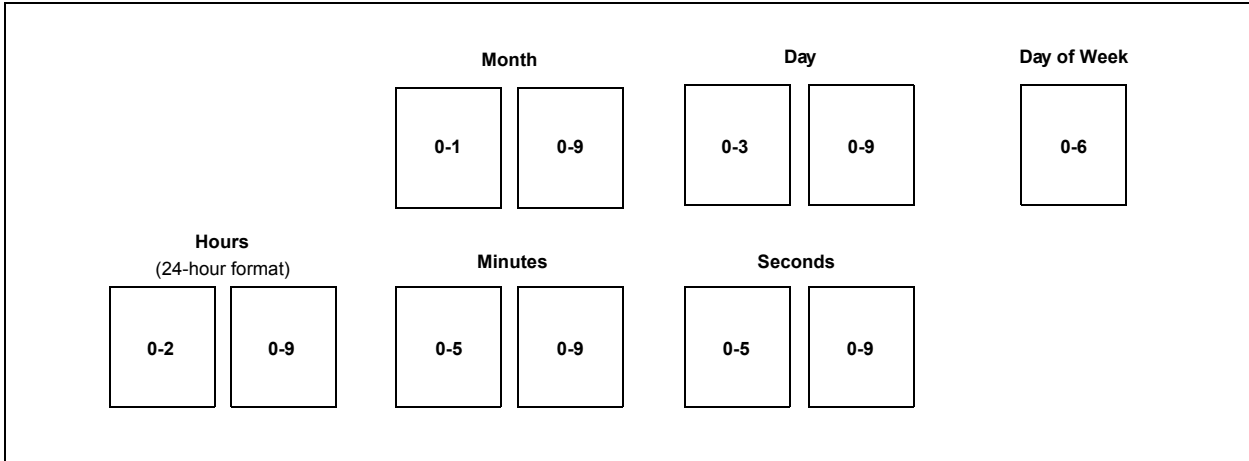 Month Day Day of Week
0-1 0-9 0-3 0-9 0-6
Hours
(24-hour format)
Minutes Seconds
0-2 0-9 0-5 0-9 0-5 0-9